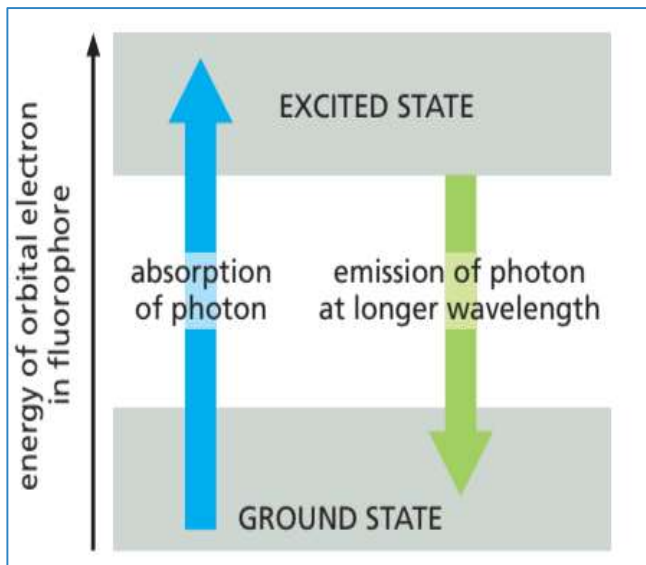 energy of orbital electron
in fluorophore
EXCITED STATE
absorption
of photon
emission of photon
at longer wavelength
GROUND STATE